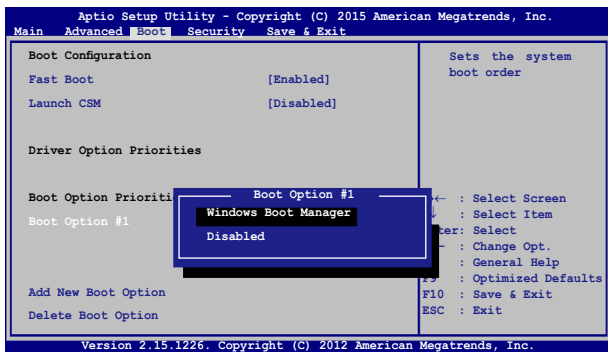 Aptio Setup Utility - Copyright (C) 2015 American Megatrends, Inc.
Main Advanced Boot Security Save & Exit
Boot Configuration
Fast Boot [Enabled]
Launch CSM [Disabled]
Driver Option Priorities
Boot Option Prioriti
Boot Option #1
Add New Boot Option
Delete Boot Option
Boot Option #1
Windows Boot Manager
Disabled
Sets the system
boot order
← : Select Screen
: Select Item
ter: Select
— : Change Opt.
: General Help
F9 : Optimized Defaults
F10 : Save & Exit
ESC : Exit
Version 2.15.1226. Copyright (C) 2012 American Megatrends, Inc.